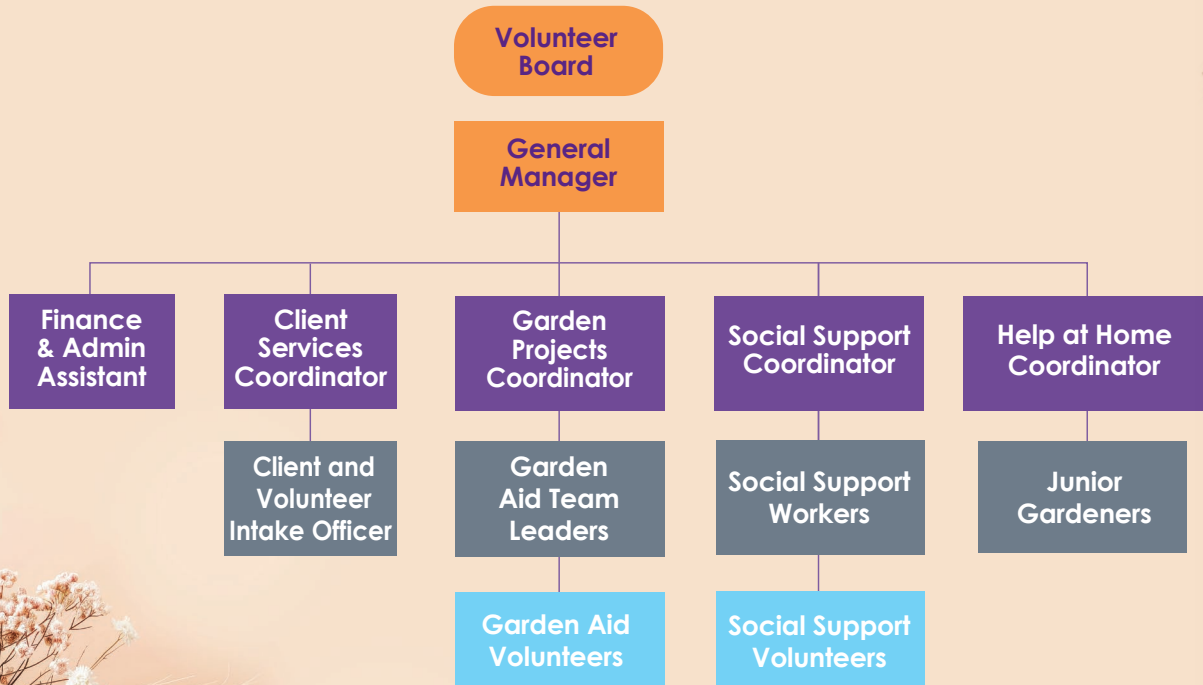 Volunteer
Board
General
Manager
Finance
& Admin
Assistant
Client
Services
Coordinator
Garden
Projects
Coordinator
Social Support
Coordinator
Help at Home
Coordinator
Client and
Volunteer
Intake Officer
Garden
Aid Team
Leaders
Social Support
Workers
Junior
Gardeners
Garden Aid
Volunteers
Social Support
Volunteers